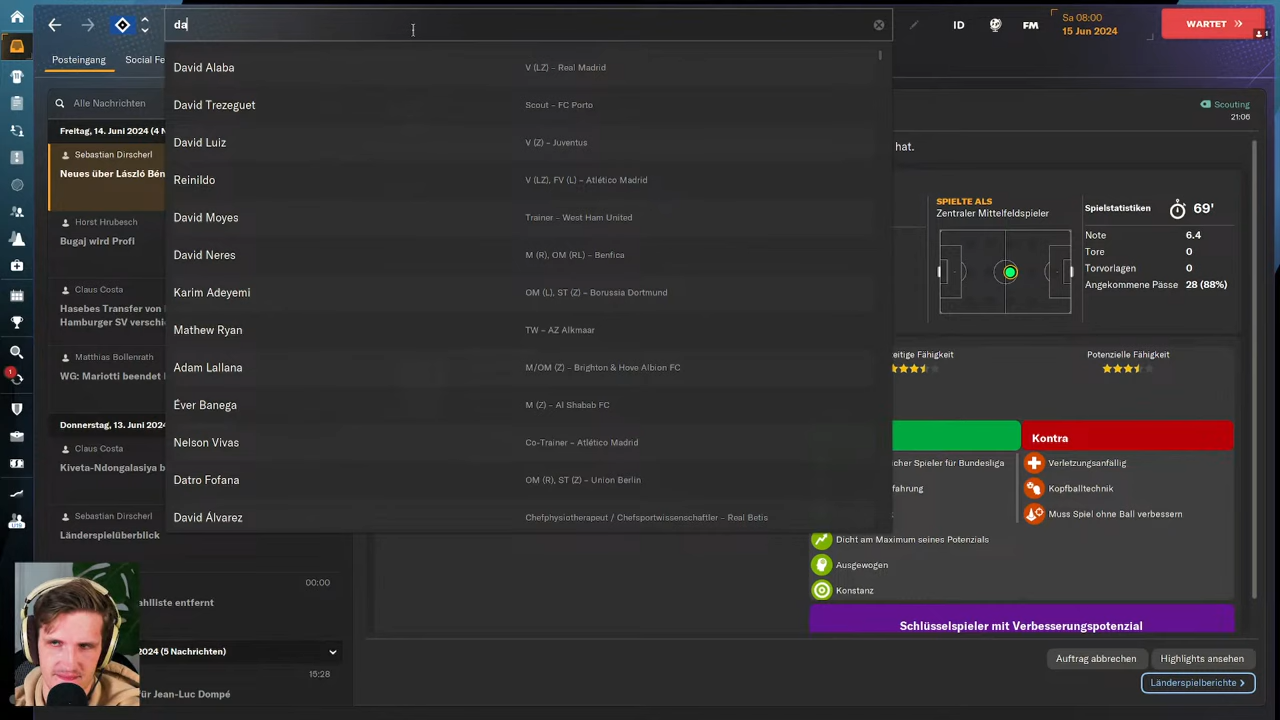 da
ID
FM
Sa 08:00
15 Jun 2024
WARTET
1
Posteingang
Social Fe
Alle Nachrichten
Freitag, 14. Juni 2024 (4 N
Sebastian Dirscherl
Neues über László Bén
Horst Hrubesch
Bugaj wird Profi
Claus Costa
Hasebes Transfer von
Hamburger SV verschi
Matthias Bollenrath
WG: Mariotti beendet
Donnerstag, 13. Juni 2024
Claus Costa
Kiveta-Ndongalasiya b
Sebastian Dirscherl
Länderspielüberblick
00:00
ahlliste entfernt
2024 (5 Nachrichten)
15:28
für Jean-Luc Dompé
1
U19
David Alaba
V (LZ) – Real Madrid
David Trezeguet
Scout – FC Porto
David Luiz
V (Z) – Juventus
Reinildo
V (LZ), FV (L) – Atlético Madrid
David Moyes
Trainer – West Ham United
David Neres
M (R), OM (RL) – Benfica
Karim Adeyemi
OM (L), ST (Z) – Borussia Dortmund
Mathew Ryan
TW – AZ Alkmaar
Adam Lallana
M/OM (Z) – Brighton & Hove Albion FC
Éver Banega
M (Z) – Al Shabab FC
Nelson Vivas
Co-Trainer – Atlético Madrid
Datro Fofana
OM (R), ST (Z) – Union Berlin
David Álvarez
Chefphysiotherapeut / Chefsportwissenschaftler – Real Betis
Scouting
21:06
hat.
SPIELTE ALS
Zentraler Mittelfeldspieler
Spielstatistiken
69'
Note
6.4
Tore
0
Torvorlagen
0
Angekommene Pässe
28 (88%)
eitige Fähigkeit
Potenzielle Fähigkeit
Kontra
icher Spieler für Bundesliga
Verletzungsanfällig
fahrung
Kopfballtechnik
Muss Spiel ohne Ball verbessern
Dicht am Maximum seines Potenzials
Ausgewogen
Konstanz
Schlüsselspieler mit Verbesserungspotenzial
Auftrag abbrechen
Highlights ansehen
Länderspielberichte